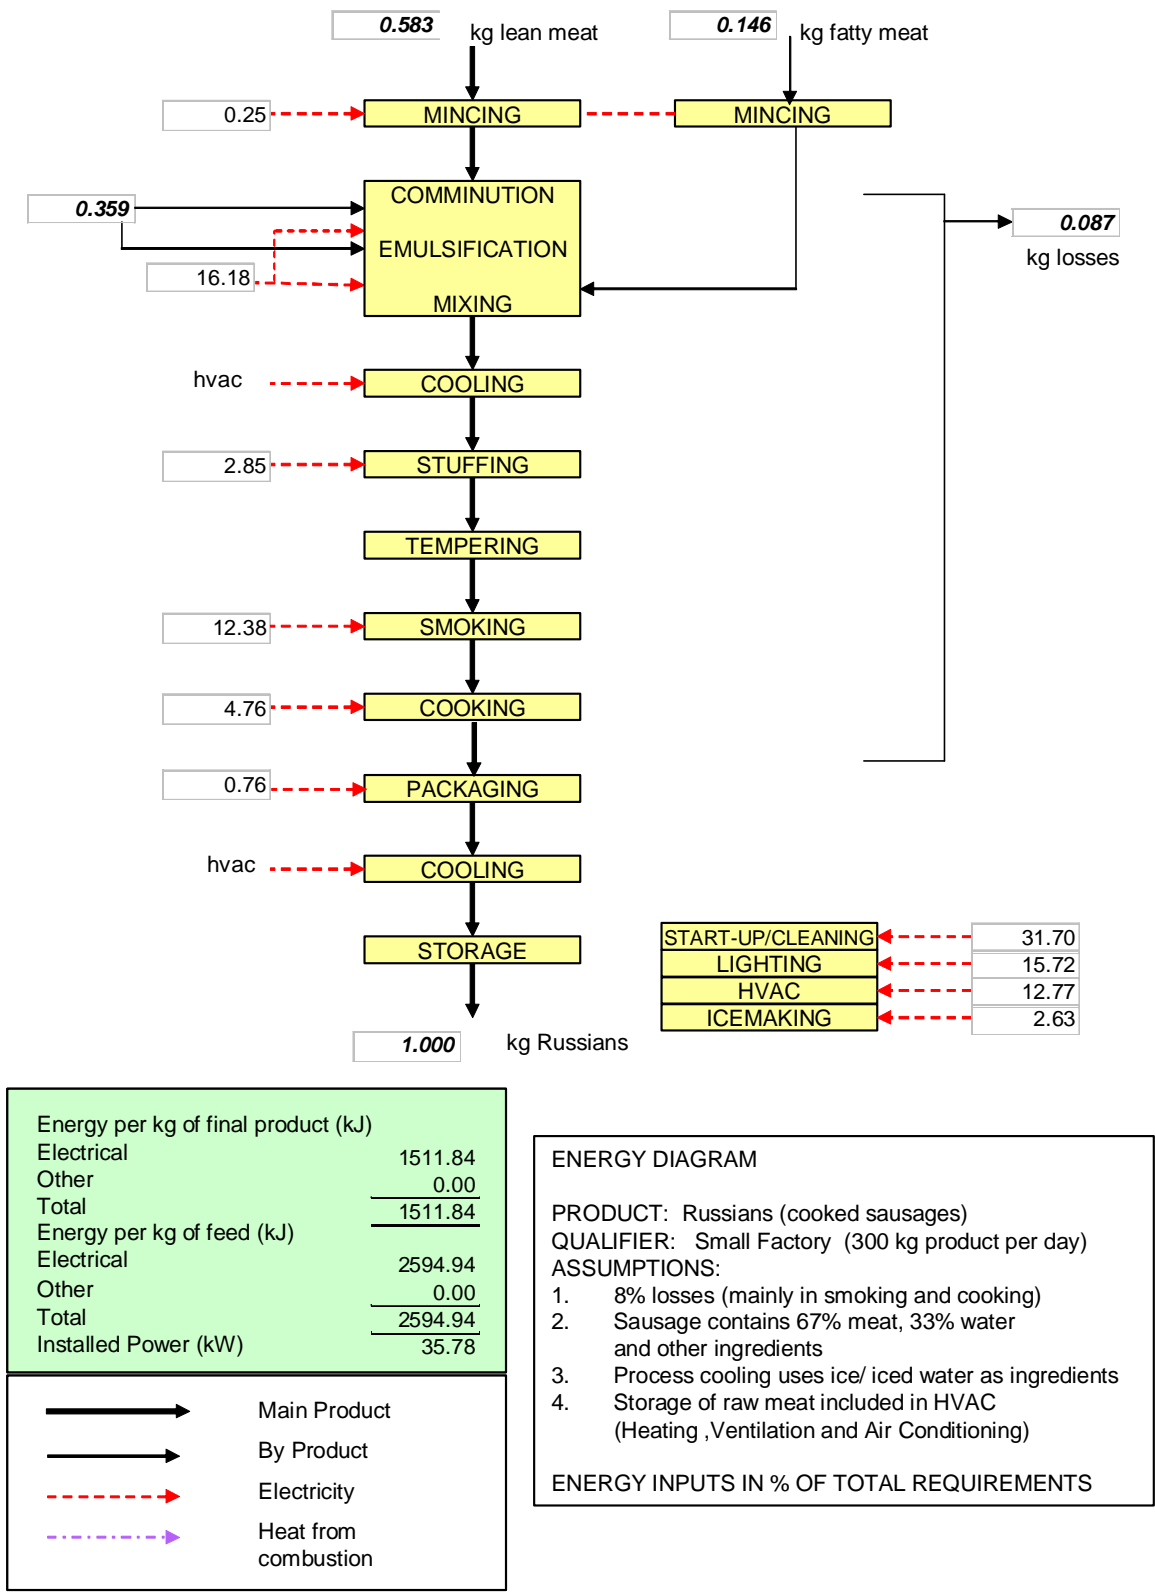 0.583 kg lean meat 0.146 kg fatty meat
0.25 MINCING MINCING
COMMINUTION
0.359
0.087
EMULSIFICATION
kg losses
16.18
MIXING
hvac COOLING
2.85 STUFFING
TEMPERING
12.38 SMOKING
4.76 COOKING
0.76 PACKAGING
hvac COOLING
STORAGE
START-UP/CLEANING 31.70
LIGHTING 15.72
HVAC 12.77
ICEMAKING 2.63
1.000 kg Russians
Energy per kg of final product (kJ)
Electrical 1511.84
Other 0.00
Total 1511.84
Energy per kg of feed (kJ)
Electrical 2594.94
Other 0.00
Total 2594.94
Installed Power (kW) 35.78
Main Product
By Product
Electricity
Heat from
combustion
ENERGY DIAGRAM
PRODUCT: Russians (cooked sausages)
QUALIFIER: Small Factory (300 kg product per day)
ASSUMPTIONS:
1. 8% losses (mainly in smoking and cooking)
2. Sausage contains 67% meat, 33% water
and other ingredients
3. Process cooling uses ice/ iced water as ingredients
4. Storage of raw meat included in HVAC
(Heating ,Ventilation and Air Conditioning)
ENERGY INPUTS IN % OF TOTAL REQUIREMENTS